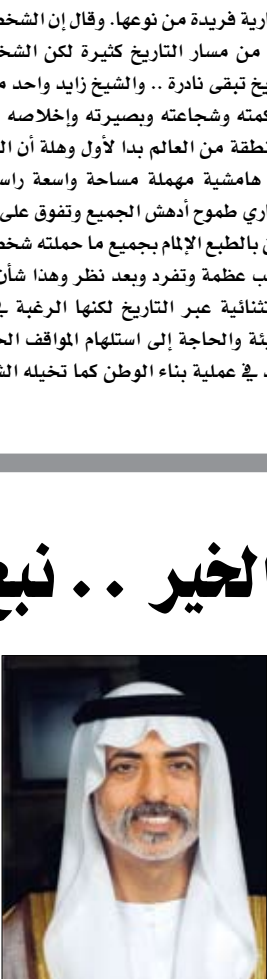 ارية فريدة من نوعها. وقال إن الشخص
من مسار التاريخ كثيرة لكن الشخ
يخ تبقى نادرة .. والشيخ زايد واحد م
كمته وشجاعته وبصيرته وإخلاصه
نطقة من العالم بدا لأول وهلة أن ال
هامشية مهملة مساحة واسعة راس
اري طموح أدهش الجميع وتفوق على
ن بالطبع الإلمام بجميع ما حملته شخص
ب عظمة وتفرد وبعد نظر وهذا شأن
ثنائية عبر التاريخ لكنها الرغبة في
يئة والحاجة إلى استلهام المواقف الح
د في عملية بناء الوطن كما تخيله الش
لخير .. نبع